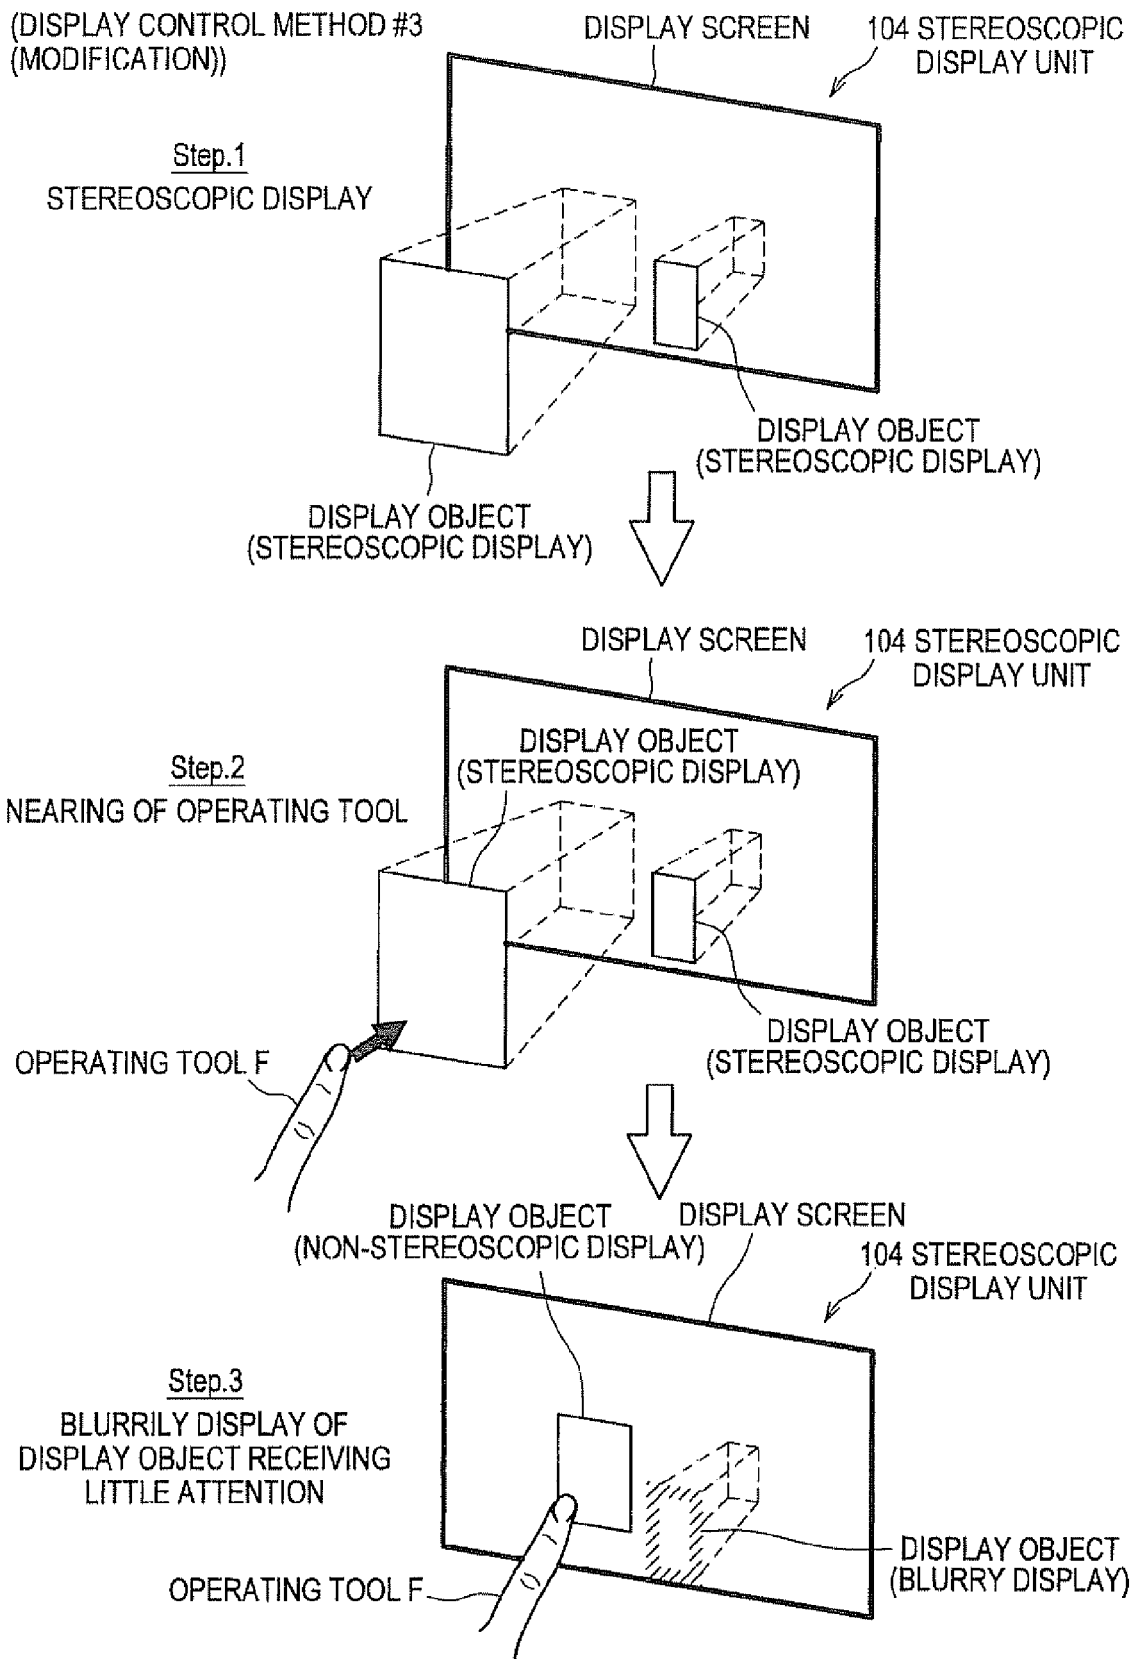 (DISPLAY CONTROL METHOD #3
(MODIFICATION))
DISPLAY SCREEN
104 STEREOSCOPIC
DISPLAY UNIT
Step.1
STEREOSCOPIC DISPLAY
DISPLAY OBJECT
(STEREOSCOPIC DISPLAY)
DISPLAY OBJECT
(STEREOSCOPIC DISPLAY)
DISPLAY SCREEN
104 STEREOSCOPIC
DISPLAY UNIT
DISPLAY OBJECT
(STEREOSCOPIC DISPLAY)
Step.2
NEARING OF OPERATING TOOL
DISPLAY OBJECT
(STEREOSCOPIC DISPLAY)
OPERATING TOOL F
DISPLAY OBJECT
(NON-STEREOSCOPIC DISPLAY)
DISPLAY SCREEN
104 STEREOSCOPIC
DISPLAY UNIT
Step.3
BLURRILY DISPLAY OF
DISPLAY OBJECT RECEIVING
LITTLE ATTENTION
DISPLAY OBJECT
(BLURRY DISPLAY)
OPERATING TOOL F